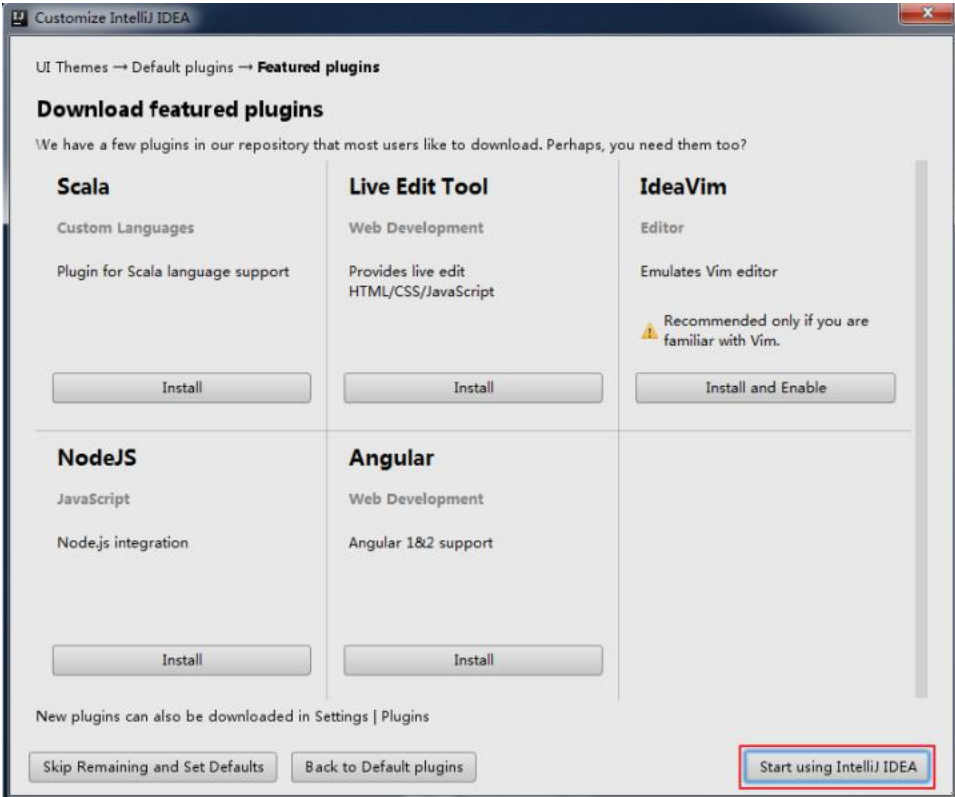 Customize IntelliJ IDEA
UI Themes → Default plugins → Featured plugins
Download featured plugins
We have a few plugins in our repository that most users like to download. Perhaps, you need them too?
Scala
Custom Languages
Plugin for Scala language support
Install
Live Edit Tool
Web Development
Provides live edit
HTML/CSS/JavaScript
Install
IdeaVim
Editor
Emulates Vim editor
Recommended only if you are
familiar with Vim.
Install and Enable
NodeJS
JavaScript
Node.js integration
Install
Angular
Web Development
Angular 1&2 support
Install
New plugins can also be downloaded in Settings | Plugins
Skip Remaining and Set Defaults
Back to Default plugins
Start using IntelliJ IDEA